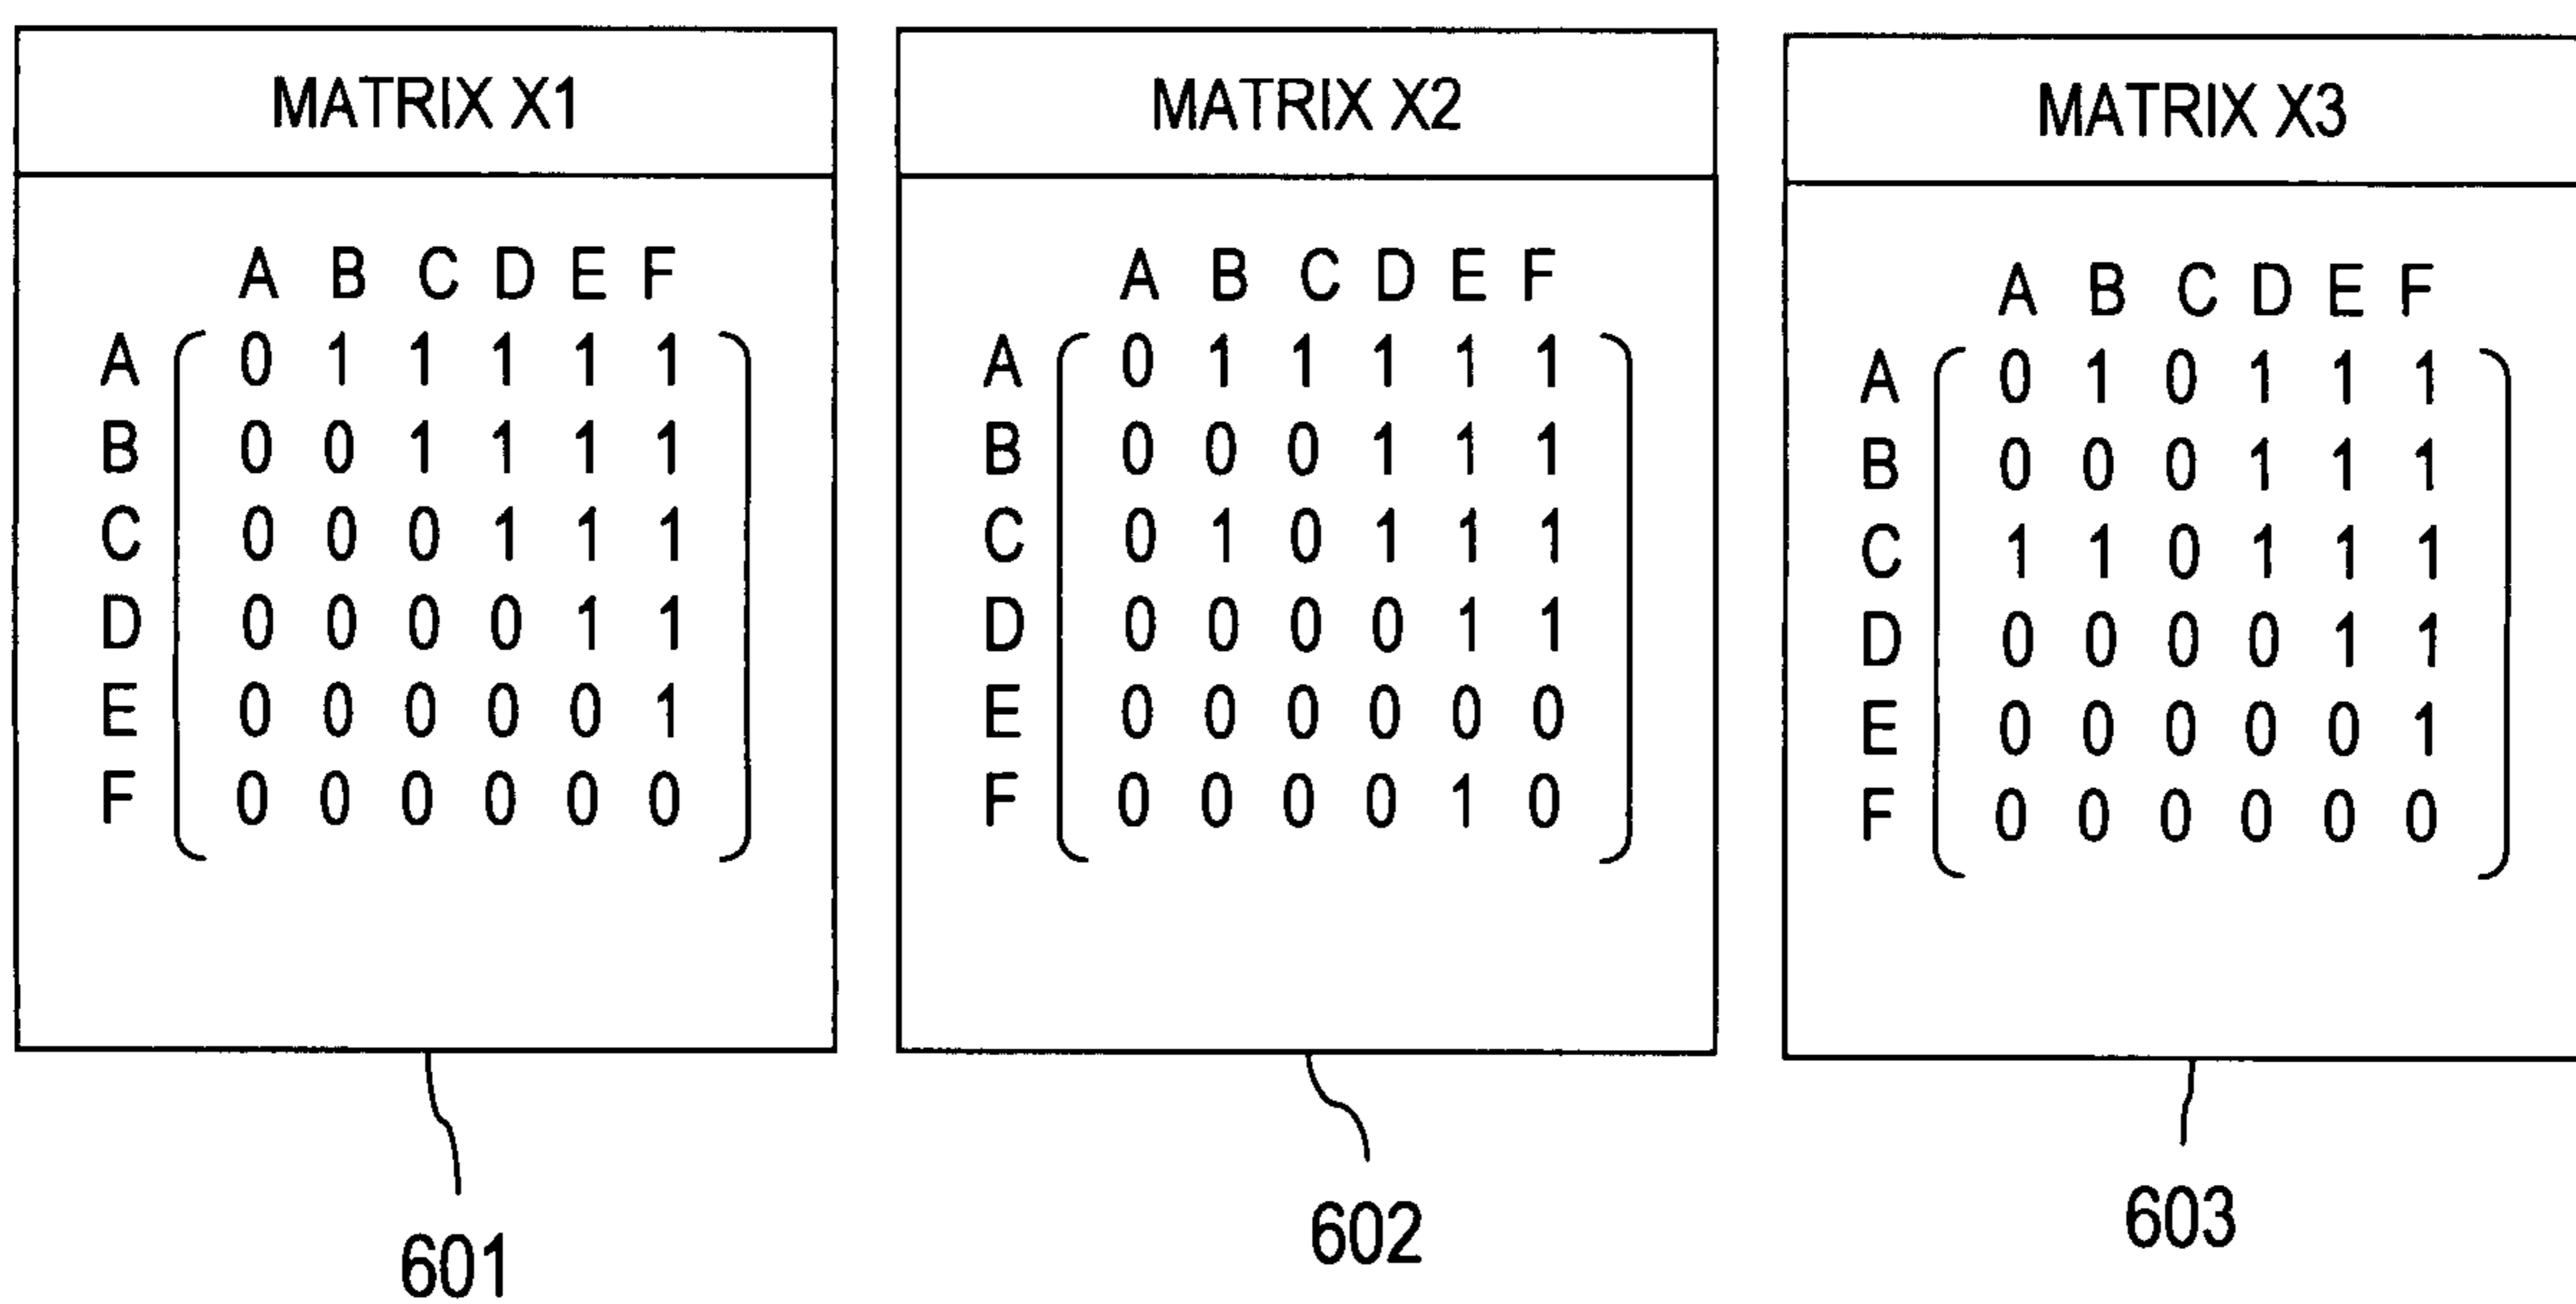 MATRIX X1
A B C D E F
A 0 1 1 1 1 1
B 0 0 1 1 1 1
C 0 0 0 1 1 1
D 0 0 0 0 1 1
E 0 0 0 0 0 1
F 0 0 0 0 0 0
601
MATRIX X2
A B C D E F
A 0 1 1 1 1 1
B 0 0 0 1 1 1
C 0 1 0 1 1 1
D 0 0 0 0 1 1
E 0 0 0 0 0 0
F 0 0 0 0 1 0
602
MATRIX X3
A B C D E F
A 0 1 0 1 1 1
B 0 0 0 1 1 1
C 1 1 0 1 1 1
D 0 0 0 0 1 1
E 0 0 0 0 0 1
F 0 0 0 0 0 0
603